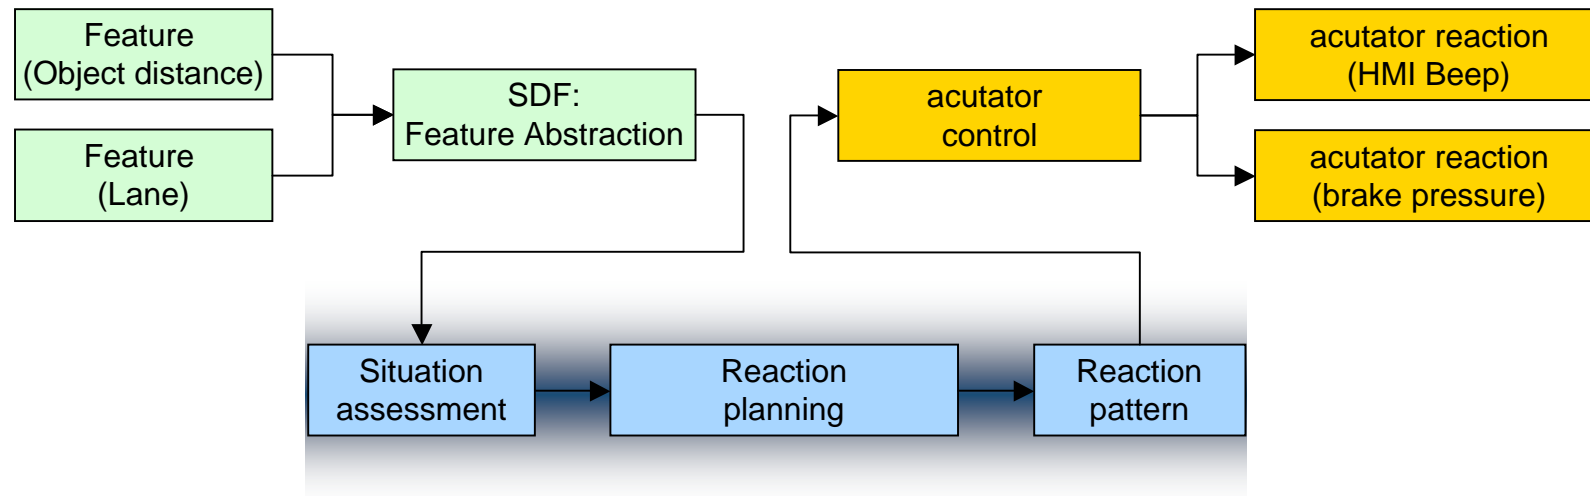 Feature
(Object distance)
Feature
(Lane)
SDF:
Feature Abstraction
Situation
assessment
Reaction
planning
Reaction
pattern
acutator
control
acutator reaction
(HMI Beep)
acutator reaction
(brake pressure)